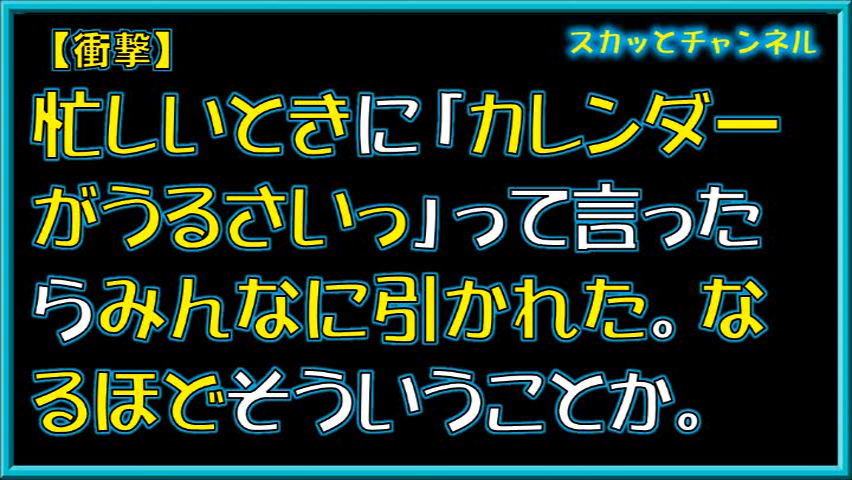 【衝撃】
スカッとチャンネル
忙しいときに「カレンダー
がうるさいっ」って言った
らみんなに引かれた。な
るほどそういうことか。